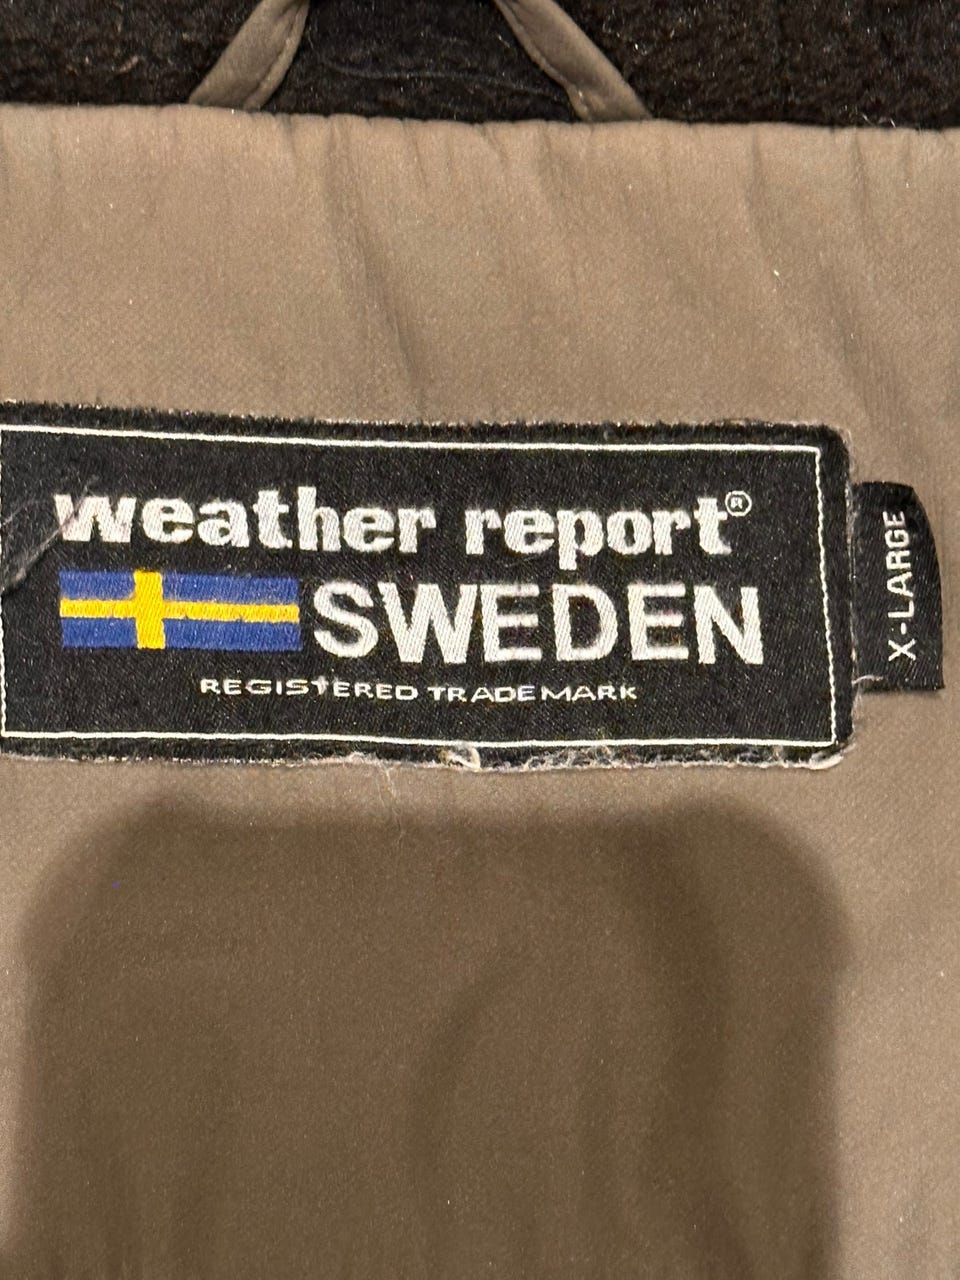 weather report®
SWEDEN
REGISTERED TRADEMARK
X-LARGE